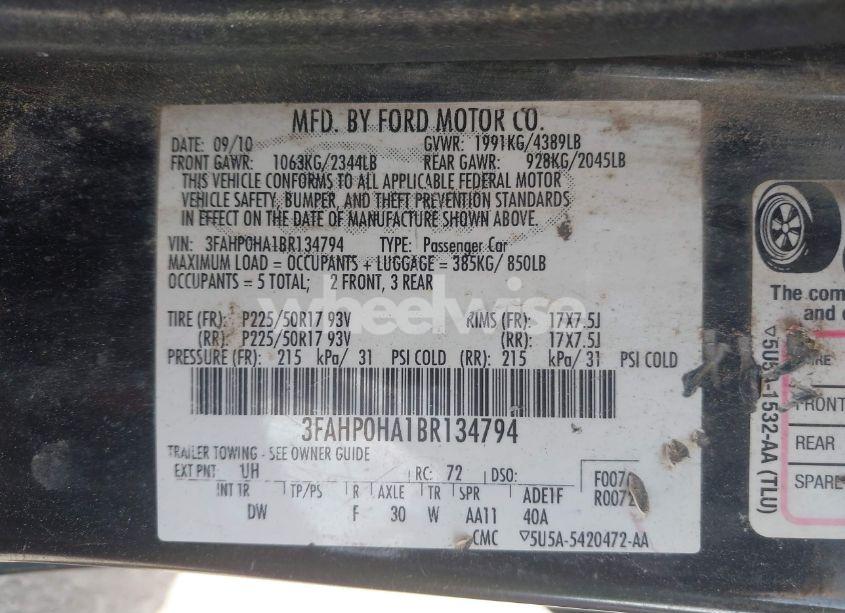 MFD. BY FORD MOTOR CO.
DATE: 09/10 GVWR: 1991KG/4389LB
FRONT GAWR: 1063KG/2344LB REAR GAWR: 928KG/2045LB
THIS VEHICLE CONFORMS TO ALL APPLICABLE FEDERAL MOTOR
VEHICLE SAFETY, BUMPER, AND THEFT PREVENTION STANDARDS
IN EFFECT ON THE DATE OF MANUFACTURE SHOWN ABOVE.
VIN: 3FAHP0HA1BR134794 TYPE: Passenger Car
MAXIMUM LOAD = OCCUPANTS + LUGGAGE = 385KG/ 850LB
OCCUPANTS = 5 TOTAL; 2 FRONT, 3 REAR
wheelwise
TIRE (FR): P225/50R17 93V RIMS (FR): 17X7.5J
(RR): P225/50R17 93V (RR): 17X7.5J
PRESSURE (FR): 215 kPa/ 31 PSI COLD (RR): 215 kPa/ 31 PSI COLD
3FAHP0HA1BR134794
TRAILER TOWING - SEE OWNER GUIDE
EXT PNT UH RC: 72 DSO: F007
INT TR TP/PS R AXLE TR SPR ADE1F R0072
DW F 30 W AA11 40A
CMC ▽5U5A-5420472-AA
The com
and
▽5U5A-1532-AA (TLU)
FRONT
REAR
SPARE